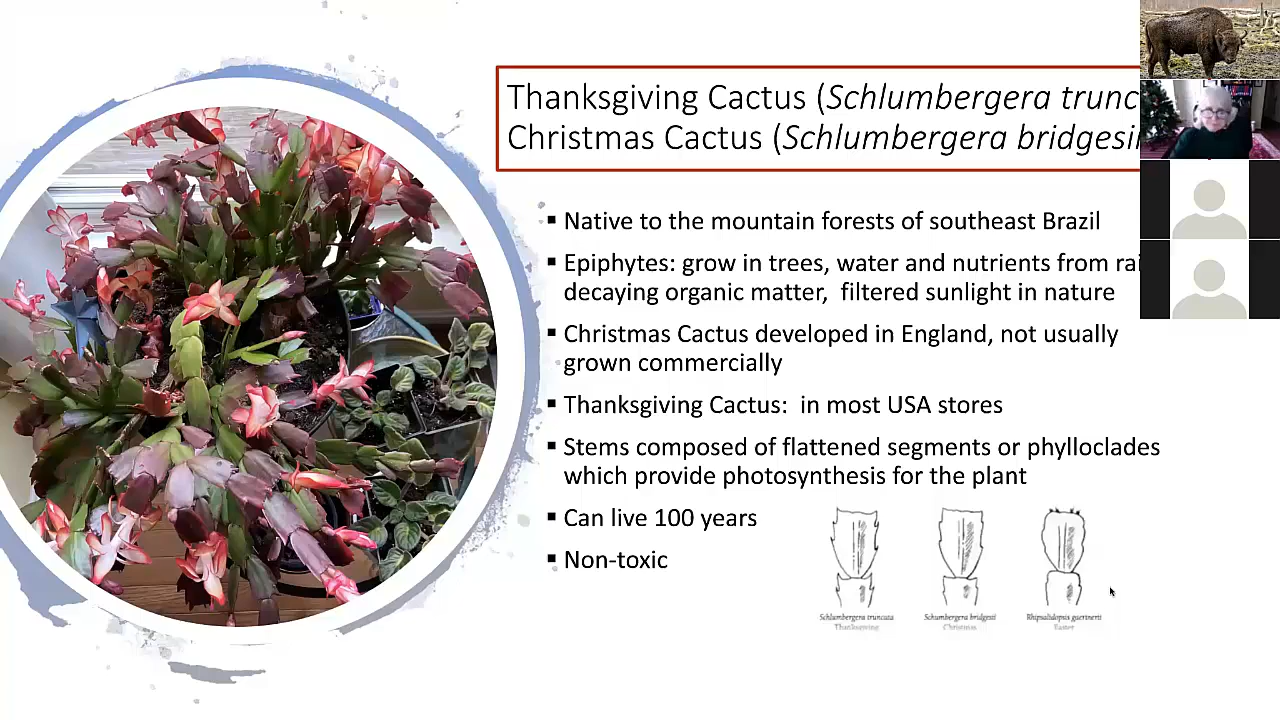 Thanksgiving Cactus (Schlumbergera trunc
Christmas Cactus (Schlumbergera bridgesii
▪ Native to the mountain forests of southeast Brazil
▪ Epiphytes: grow in trees, water and nutrients from rai
decaying organic matter, filtered sunlight in nature
▪ Christmas Cactus developed in England, not usually
grown commercially
▪ Thanksgiving Cactus: in most USA stores
▪ Stems composed of flattened segments or phylloclades
which provide photosynthesis for the plant
▪ Can live 100 years
▪ Non-toxic
Schlumbergera truncata Schumbergera bridgesii Rhipsalidopsis gaertnerii
Thanksgiving Christmas Easter